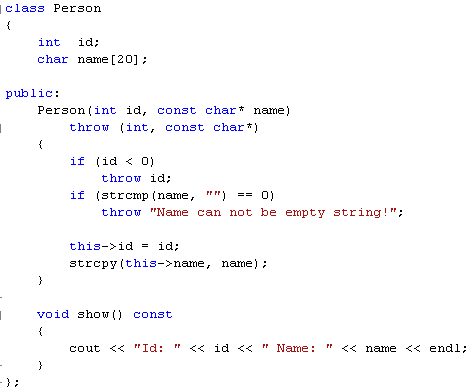 class Person
{
    int  id;
    char name[20];

public:
    Person(int id, const char* name)
        throw (int, const char*)
    {
        if (id < 0)
            throw id;
        if (strcmp(name, "") == 0)
            throw "Name can not be empty string!";

        this->id = id;
        strcpy(this->name, name);
    }

    void show() const
    {
        cout << "Id: " << id << " Name: " << name << endl;
    }
};